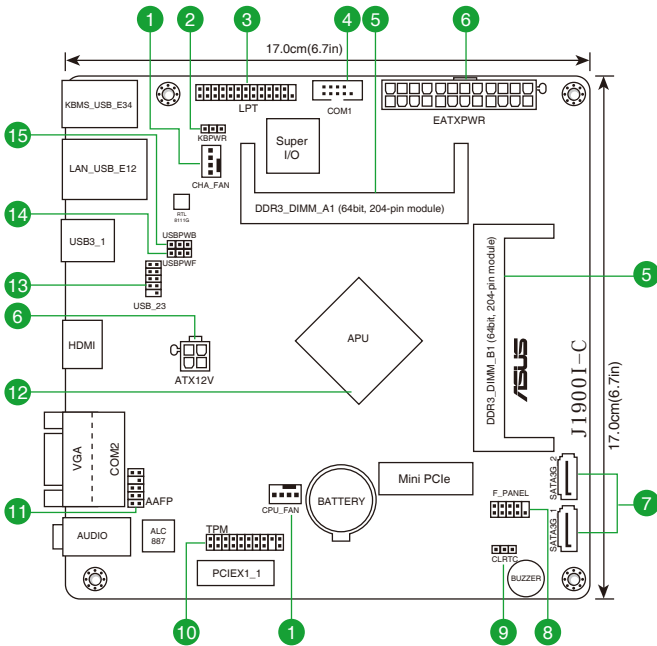 1
2
3
4
5
6
17.0cm(6.7in)
KBMS_USB_E34
LPT
COM1
EATXPWR
KBPWR
Super
I/O
15
CHA_FAN
LAN_USB_E12
DDR3_DIMM_A1 (64bit, 204-pin module)
RTL
8111G
14
USBPWB
USB3_1
USBPWF
13
USB_23
5
DDR3_DIMM_B1 (64bit, 204-pin module)
ASUS
J1900I-C
17.0cm(6.7in)
6
HDMI
APU
ATX12V
12
VGA
COM2
AAFP
11
AUDIO
ALC
887
CPU_FAN
BATTERY
Mini PCIe
F_PANEL
SATA3G_2
SATA3G_1
7
TPM
PCIEX1_1
CLRTC
BUZZER
10
1
9
8